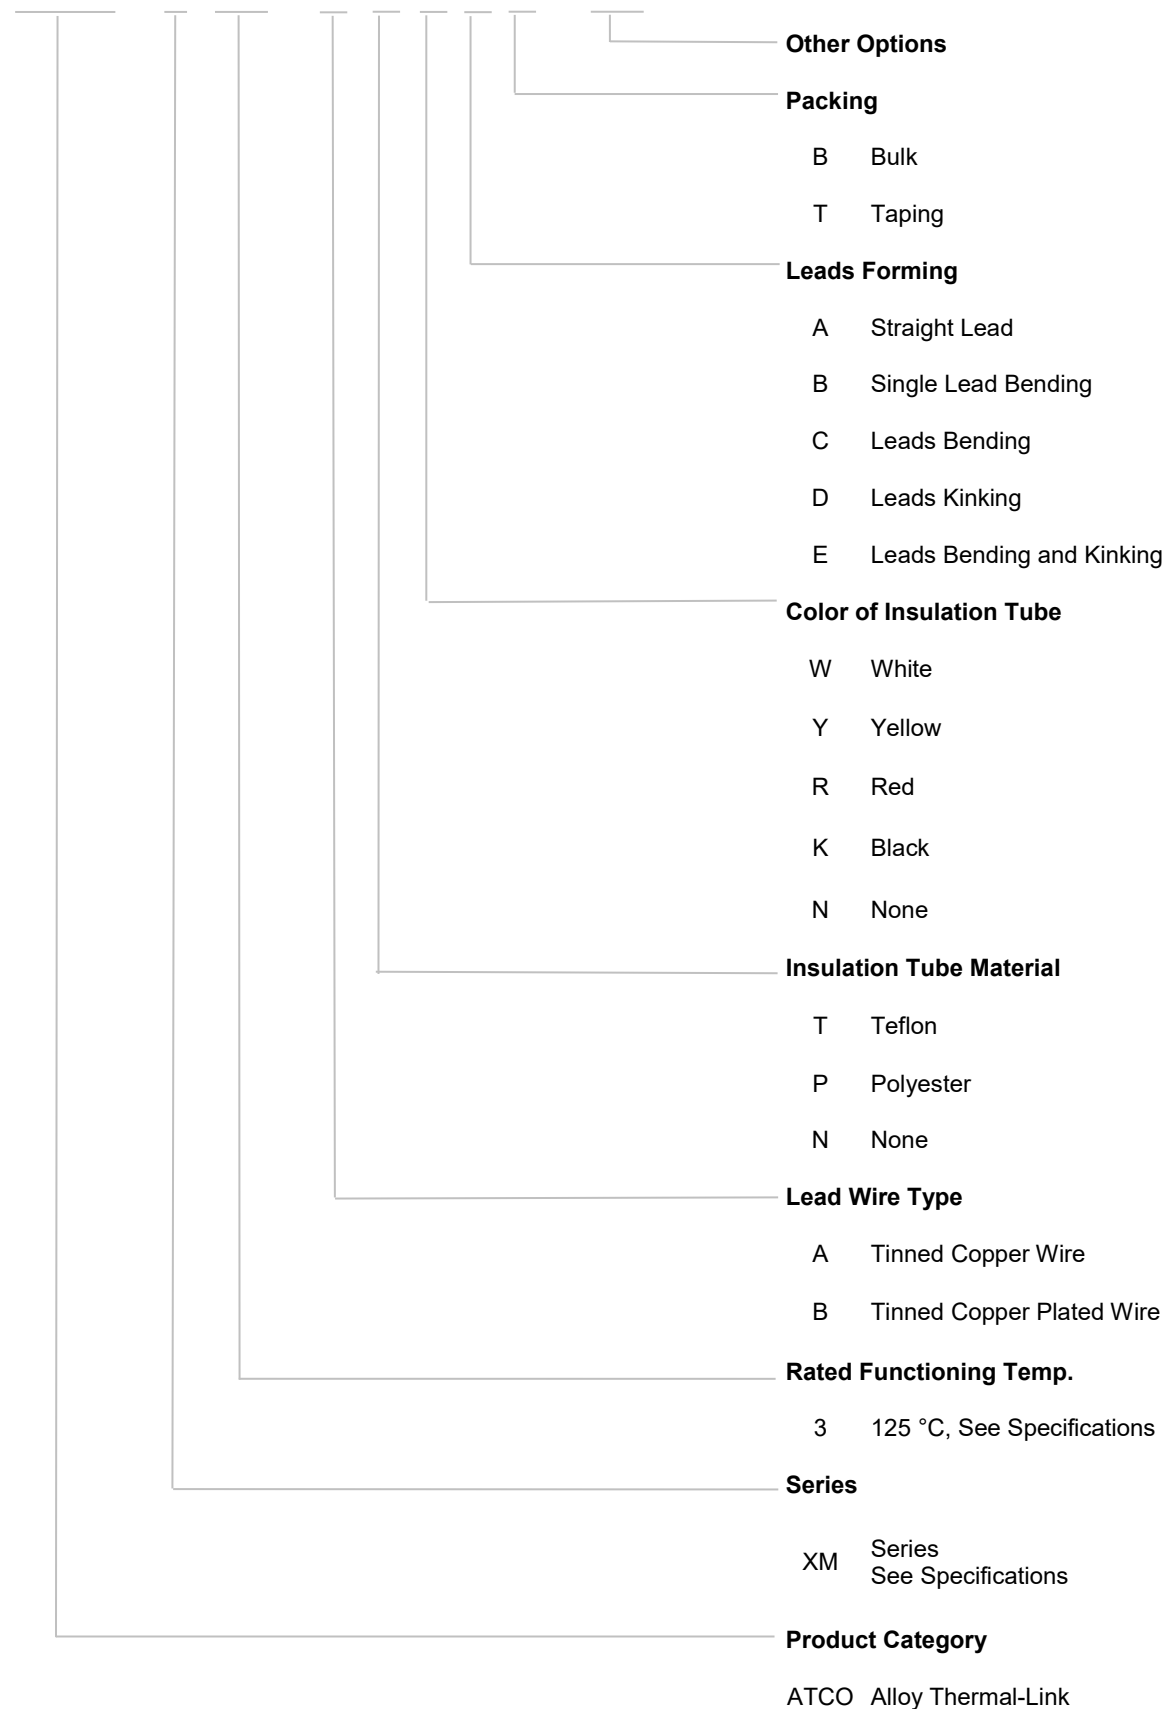 Other Options
Packing
B Bulk
T Taping
Leads Forming
A Straight Lead
B Single Lead Bending
C Leads Bending
D Leads Kinking
E Leads Bending and Kinking
Color of Insulation Tube
W White
Y Yellow
R Red
K Black
N None
Insulation Tube Material
T Teflon
P Polyester
N None
Lead Wire Type
A Tinned Copper Wire
B Tinned Copper Plated Wire
Rated Functioning Temp.
3 125 °C, See Specifications
Series
XM Series
See Specifications
Product Category
ATCO Alloy Thermal-Link